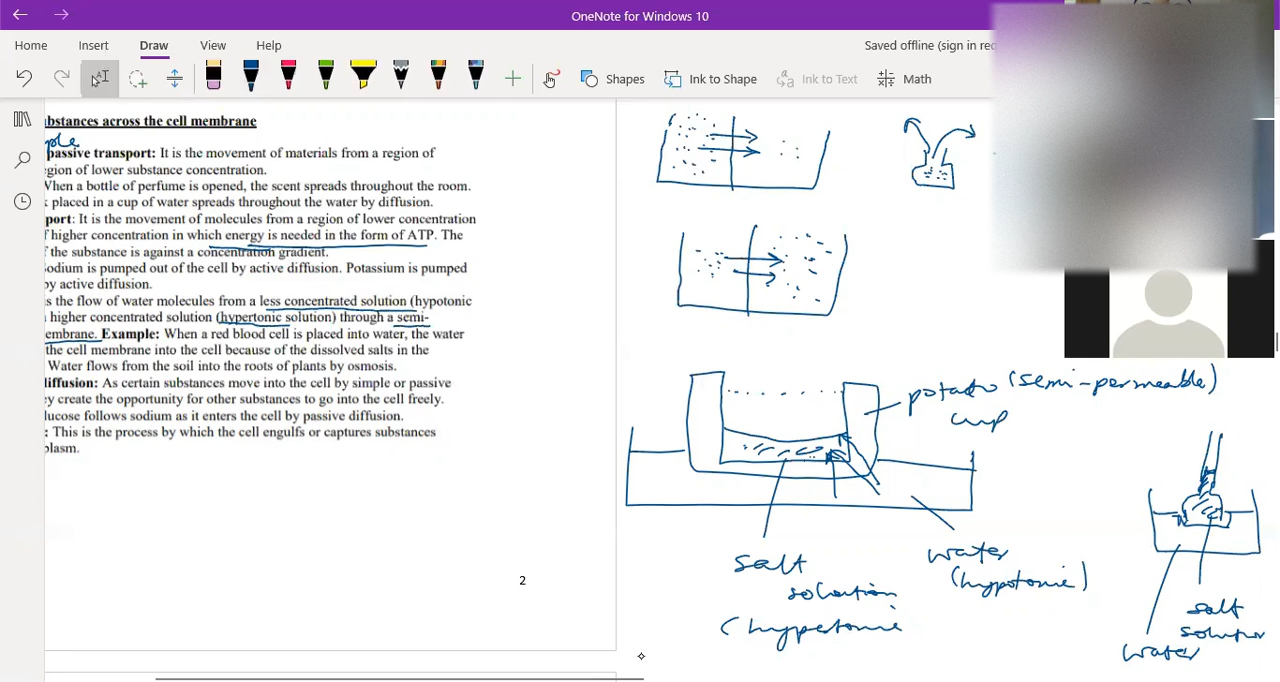 OneNote for Windows 10
Home Insert Draw View Help
Saved offline (sign in req
Shapes Ink to Shape Ink to Text Math
ubstances across the cell membrane
ple
passive transport: It is the movement of materials from a region of
egion of lower substance concentration.
When a bottle of perfume is opened, the scent spreads throughout the room.
k placed in a cup of water spreads throughout the water by diffusion.
port: It is the movement of molecules from a region of lower concentration
f higher concentration in which energy is needed in the form of ATP. The
f the substance is against a concentration gradient.
Sodium is pumped out of the cell by active diffusion. Potassium is pumped
by active diffusion.
is the flow of water molecules from a less concentrated solution (hypotonic
a higher concentrated solution (hypertonic solution) through a semi-
embrane. Example: When a red blood cell is placed into water, the water
the cell membrane into the cell because of the dissolved salts in the
Water flows from the soil into the roots of plants by osmosis.
diffusion: As certain substances move into the cell by simple or passive
ey create the opportunity for other substances to go into the cell freely.
lucose follows sodium as it enters the cell by passive diffusion.
: This is the process by which the cell engulfs or captures substances
plasm.
2
potato (semi-permeable)
cup
salt
solution
(hypertonic
water
(hypotonic)
salt
solution
water